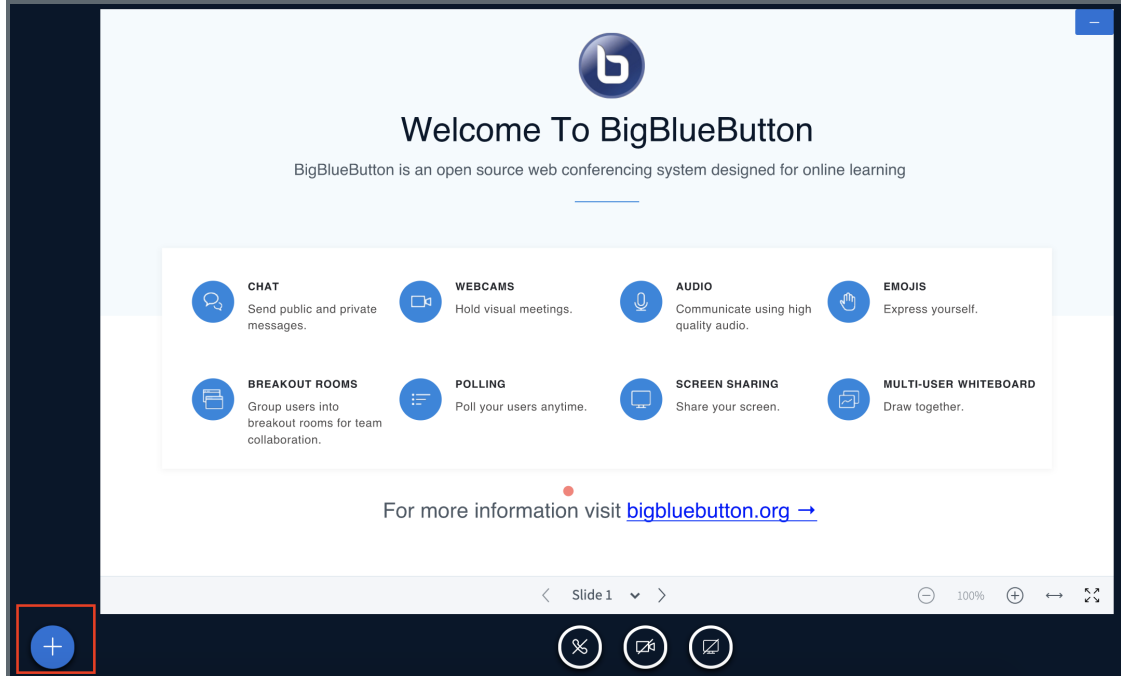 Welcome To BigBlueButton
BigBlueButton is an open source web conferencing system designed for online learning
CHAT
Send public and private
messages.
WEBCAMS
Hold visual meetings.
AUDIO
Communicate using high
quality audio.
EMOJIS
Express yourself.
BREAKOUT ROOMS
Group users into
breakout rooms for team
collaboration.
POLLING
Poll your users anytime.
SCREEN SHARING
Share your screen.
MULTI-USER WHITEBOARD
Draw together.
For more information visit bigbluebutton.org →
Slide 1
100%